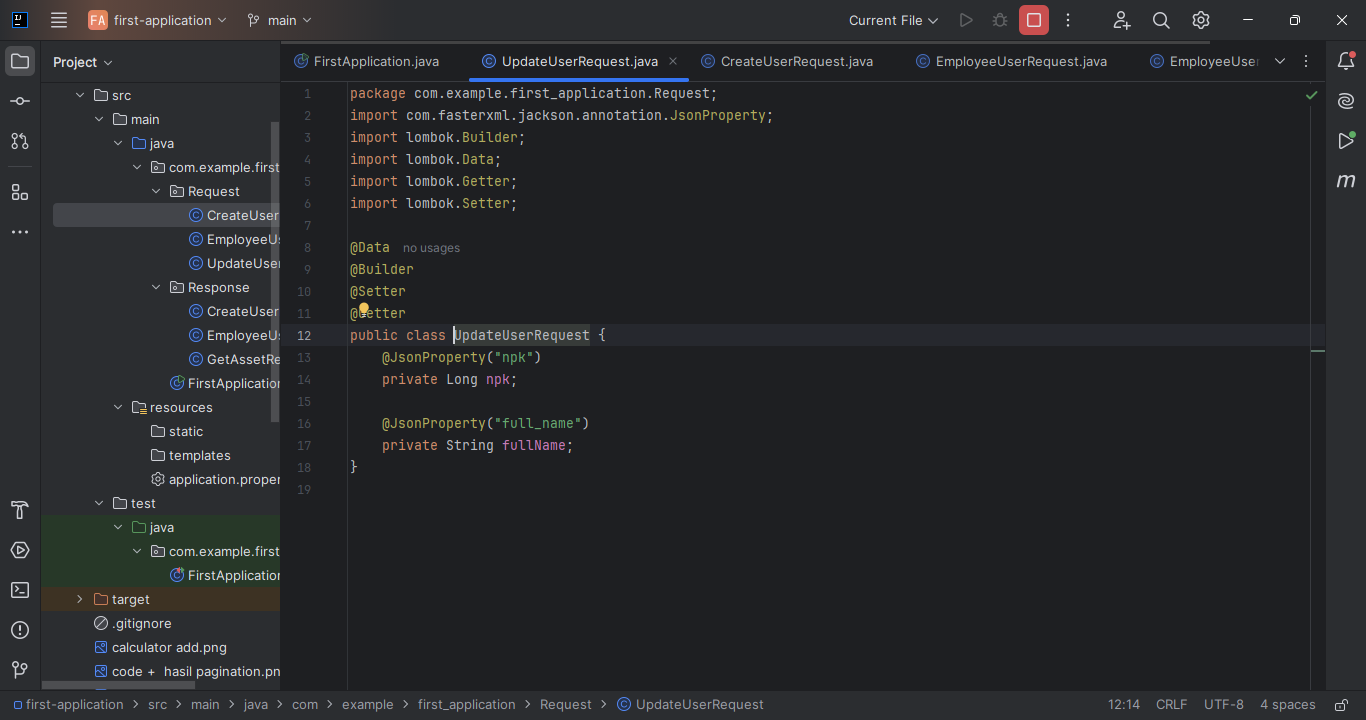 FA first-application main Current File
Project
FirstApplication.java UpdateUserRequest.java CreateUserRequest.java EmployeeUserRequest.java EmployeeUser
src
main
java
com.example.first
Request
CreateUser
EmployeeUs
UpdateUser
Response
CreateUser
EmployeeUs
GetAssetRe
FirstApplication
resources
static
templates
application.proper
test
java
com.example.first
FirstApplication
target
.gitignore
calculator add.png
code + hasil pagination.pn
1 package com.example.first_application.Request;
2 import com.fasterxml.jackson.annotation.JsonProperty;
3 import lombok.Builder;
4 import lombok.Data;
5 import lombok.Getter;
6 import lombok.Setter;
7
8 @Data no usages
9 @Builder
10 @Setter
11 @Getter
12 public class UpdateUserRequest {
13 @JsonProperty("npk")
14 private Long npk;
15
16 @JsonProperty("full_name")
17 private String fullName;
18 }
19
m
first-application > src > main > java > com > example > first_application > Request > UpdateUserRequest 12:14 CRLF UTF-8 4 spaces